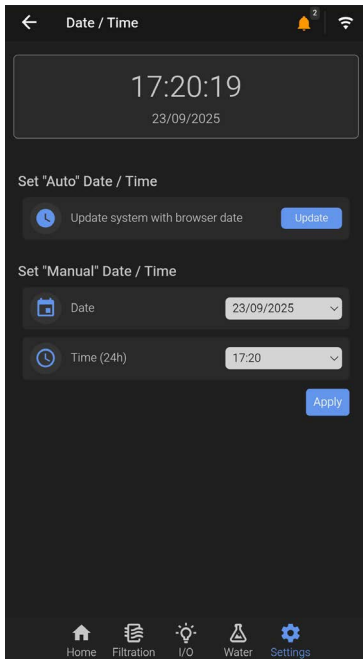 Date / Time
2
17:20:19
23/09/2025
Set "Auto" Date / Time
Update system with browser date
Update
Set "Manual" Date / Time
Date
23/09/2025
Time (24h)
17:20
Apply
Home
Filtration
I/O
Water
Settings